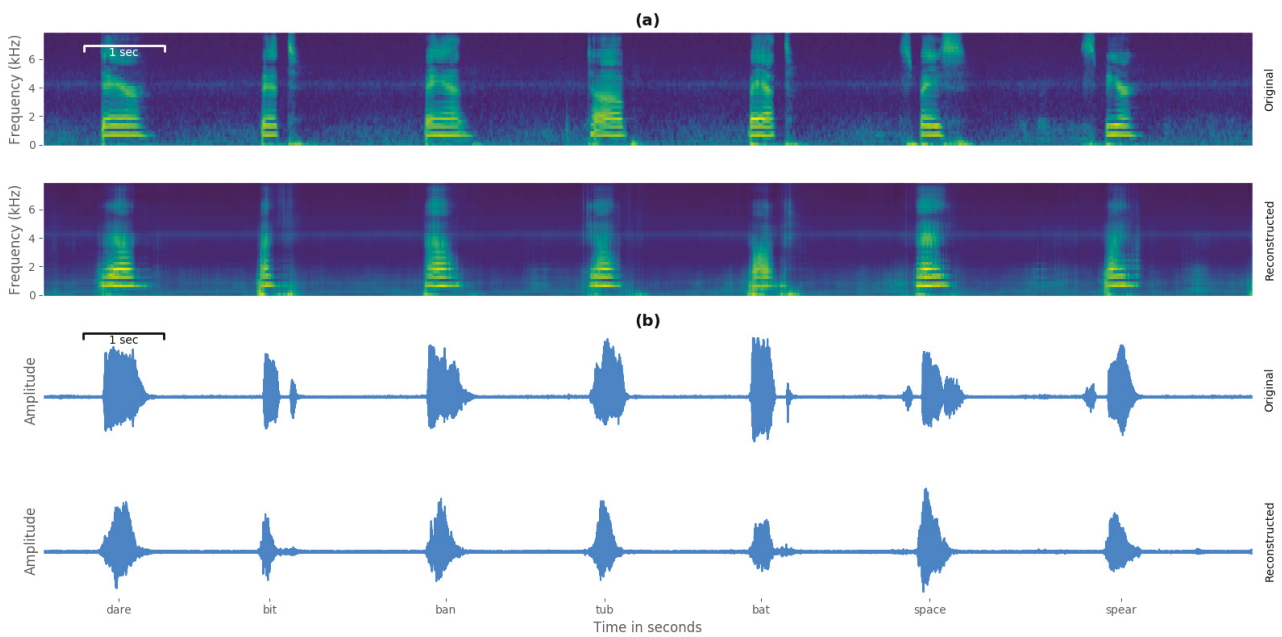 (a)
1 sec
Frequency (kHz)
6
4
2
0
Original
Frequency (kHz)
6
4
2
0
Reconstructed
(b)
1 sec
Amplitude
Original
Amplitude
Reconstructed
dare bit ban tub bat space spear
Time in seconds